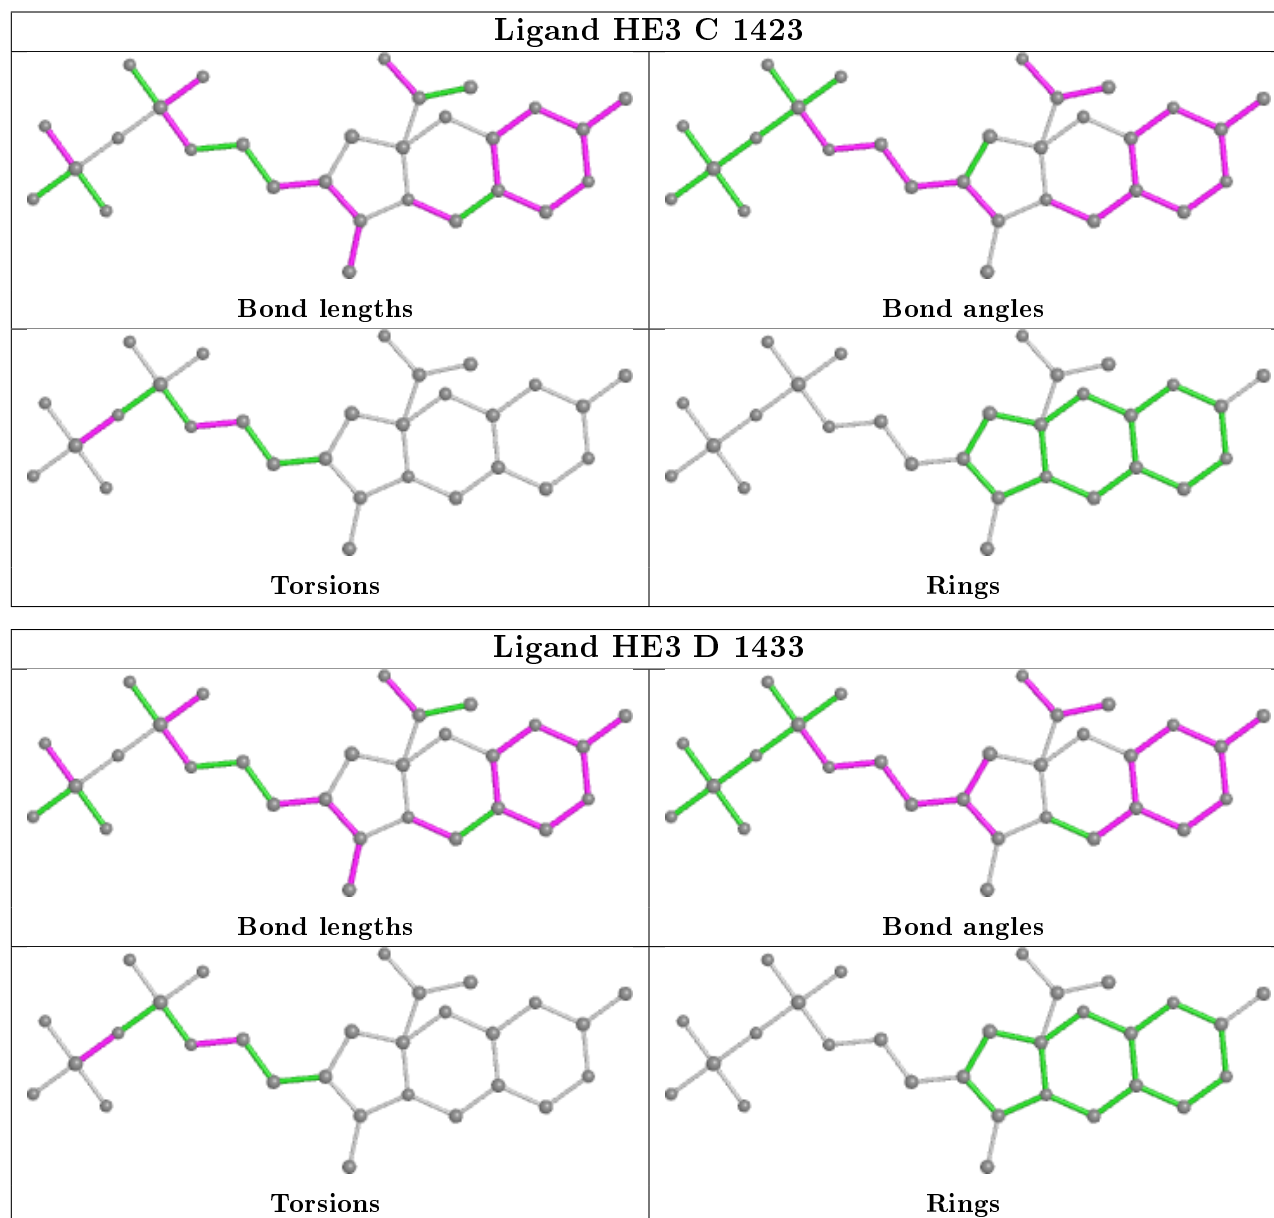 Ligand HE3 C 1423
Bond lengths
Bond angles
Torsions
Rings
Ligand HE3 D 1433
Bond lengths
Bond angles
Torsions
Rings